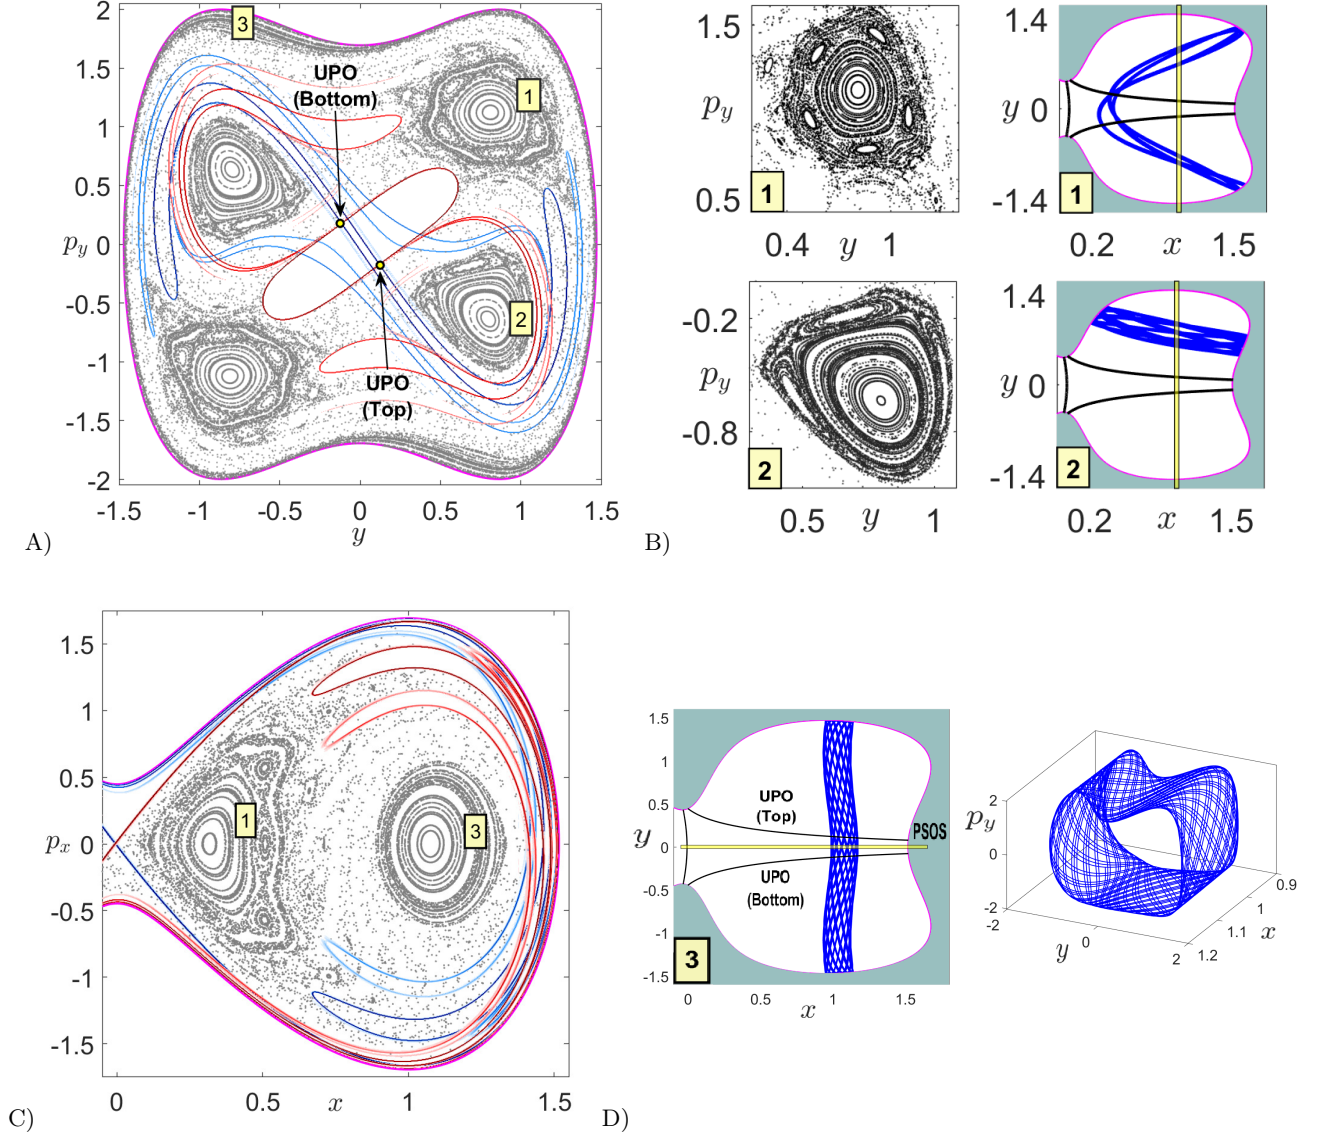 2
1.5
1
0.5
0
-0.5
-1
-1.5
-2
p_y
-1.5 -1 -0.5 0 0.5 1 1.5
y
3
UPO
(Bottom)
1
2
UPO
(Top)
A)
1.5
p_y
0.5
1
0.4 y 1
1.4
y 0
-1.4
1
0.2 x 1.5
-0.2
p_y
-0.8
2
0.5 y 1
1.4
y 0
-1.4
2
0.2 x 1.5
B)
1.5
1
0.5
p_x 0
-0.5
-1
-1.5
1
3
0 0.5 x 1 1.5
C)
1.5
1
0.5
y 0
-0.5
-1
-1.5
UPO
(Top)
PSOS
UPO
(Bottom)
3
0 0.5 1 1.5
x
2
p_y
0
-2
-2
y 0
2
1.2
1.1
x
1
0.9
D)